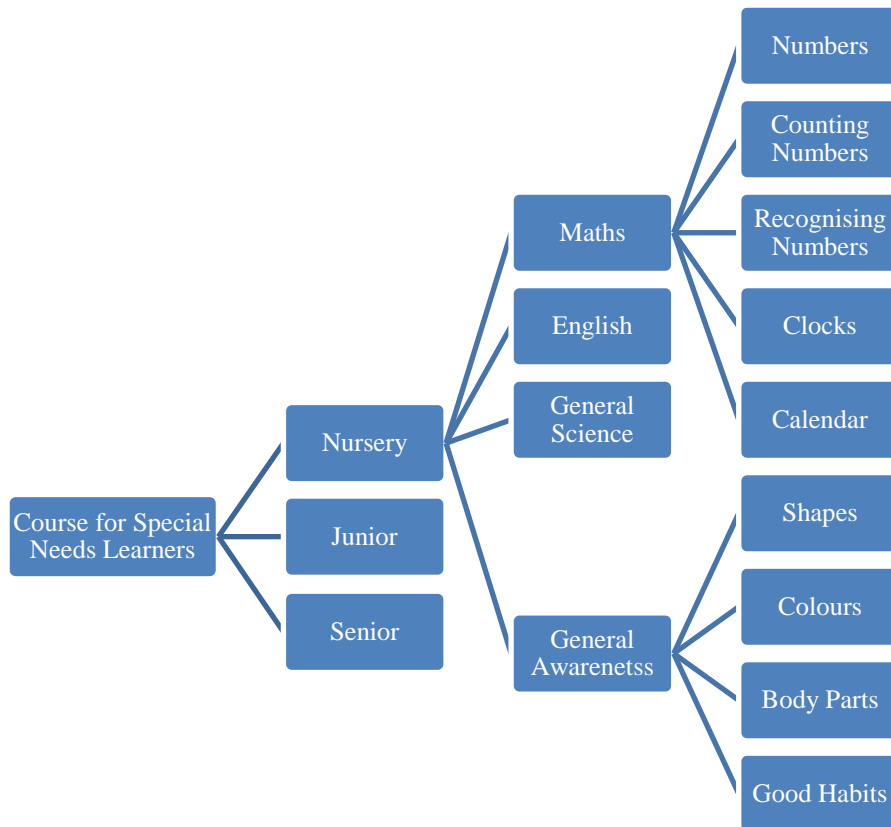 Course for Special
Needs Learners
Nursery
Junior
Senior
Maths
English
General
Science
General
Awarenetss
Numbers
Counting
Numbers
Recognising
Numbers
Clocks
Calendar
Shapes
Colours
Body Parts
Good Habits